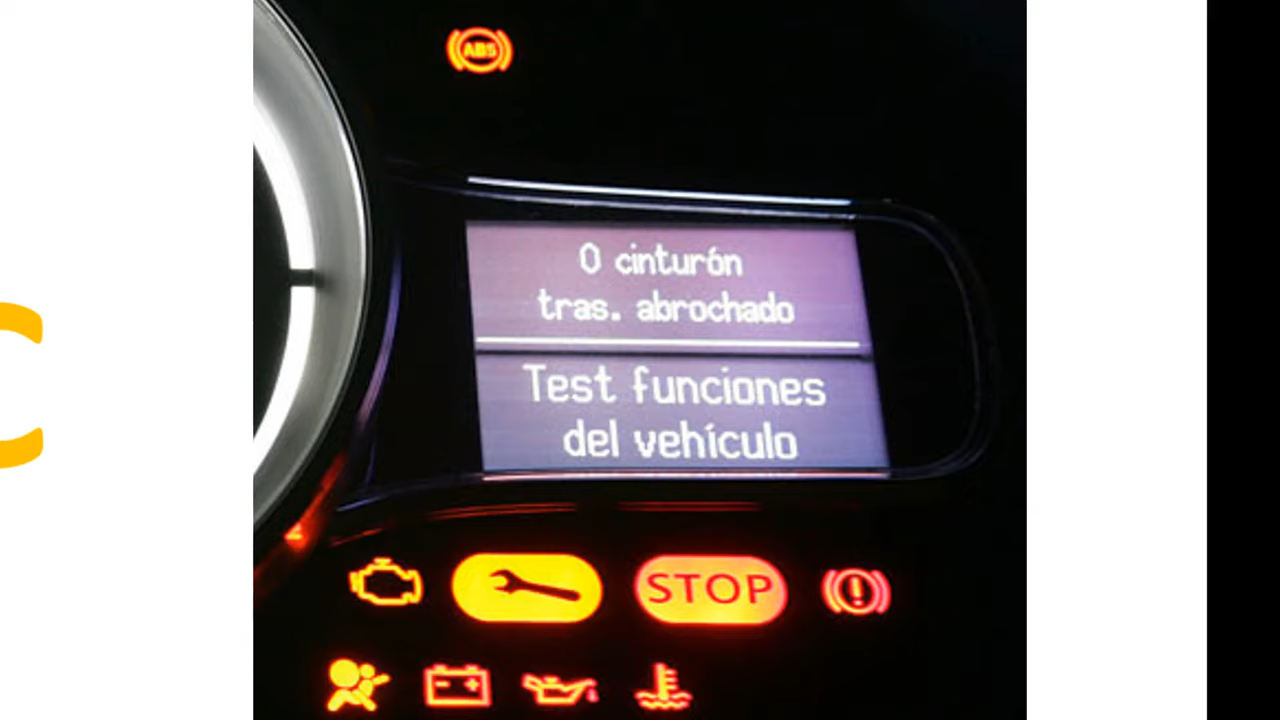 ABS
0 cinturón
tras. abrochado
Test funciones
del vehículo
STOP